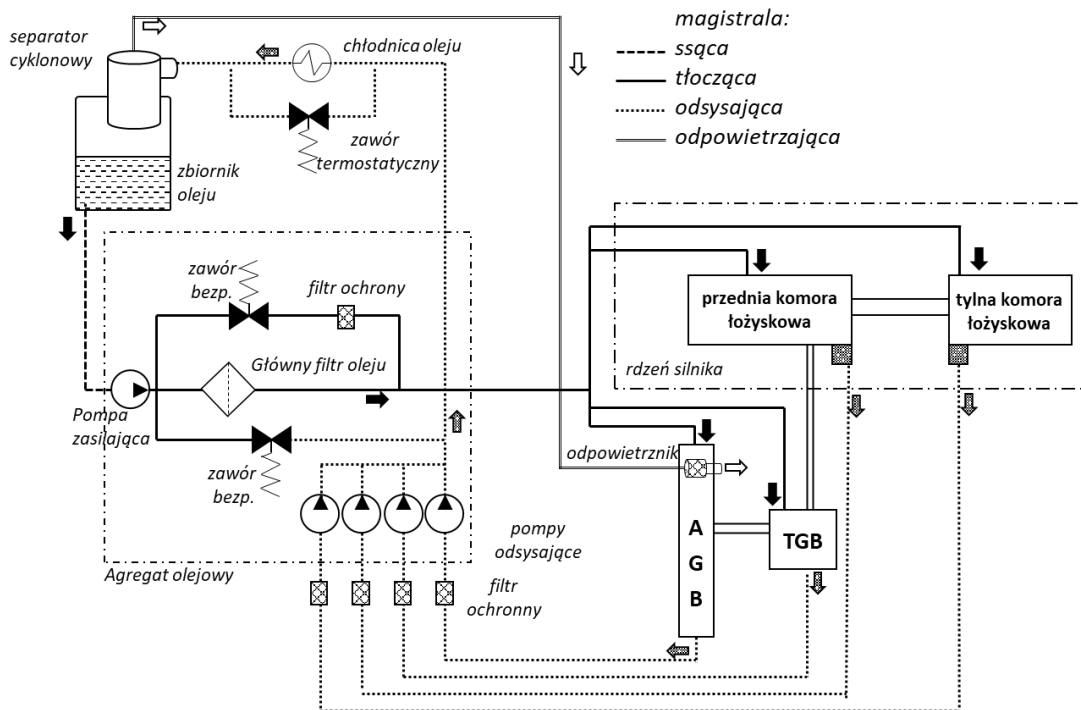 separator
cyklonowy
chłodnica oleju
magistrala:
ssąca
tłocząca
odsysająca
odpowietrzająca
zawór
termostatyczny
zbiornik
oleju
zawór
bezp.
filtr ochrony
Główny filtr oleju
Pompa
zasilająca
zawór
bezp.
przednia komora
łożyskowa
tylna komora
łożyskowa
rdzeń silnika
odpowietrznik
A
G
B
TGB
pompy
odsysające
Agregat olejowy
filtr
ochronny